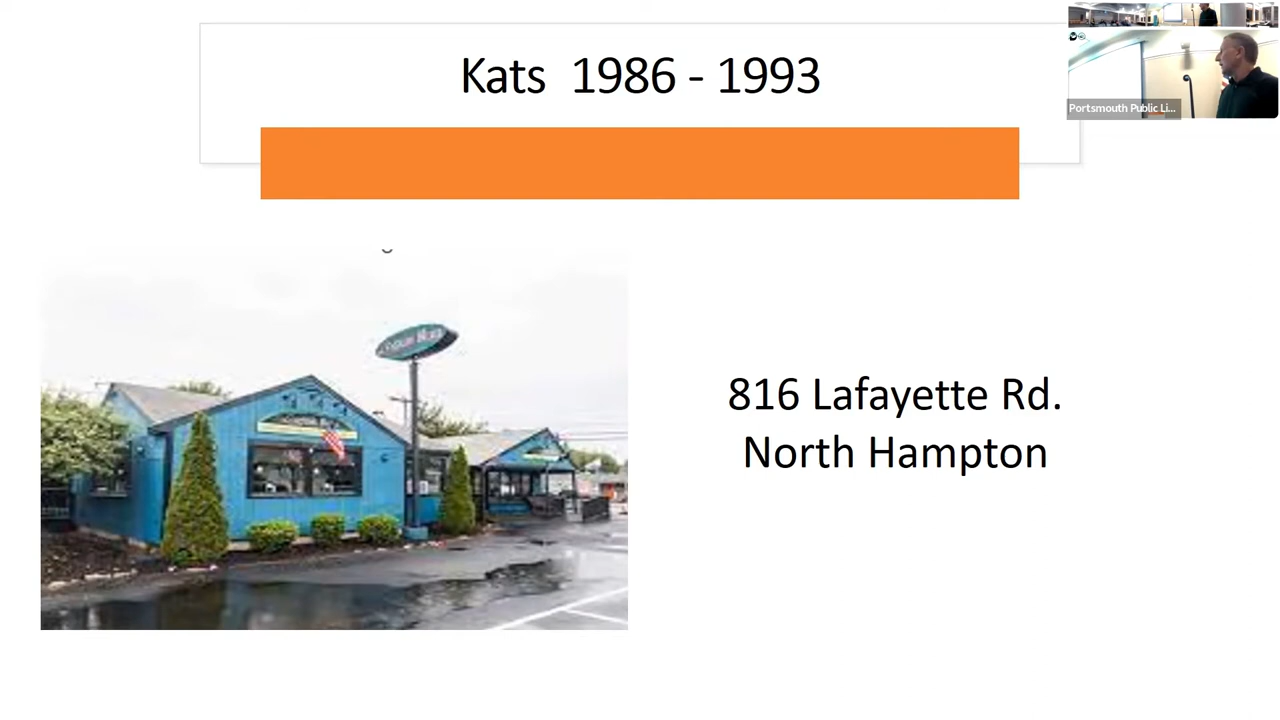 Kats 1986 - 1993
Portsmouth Public Li...
816 Lafayette Rd.
North Hampton